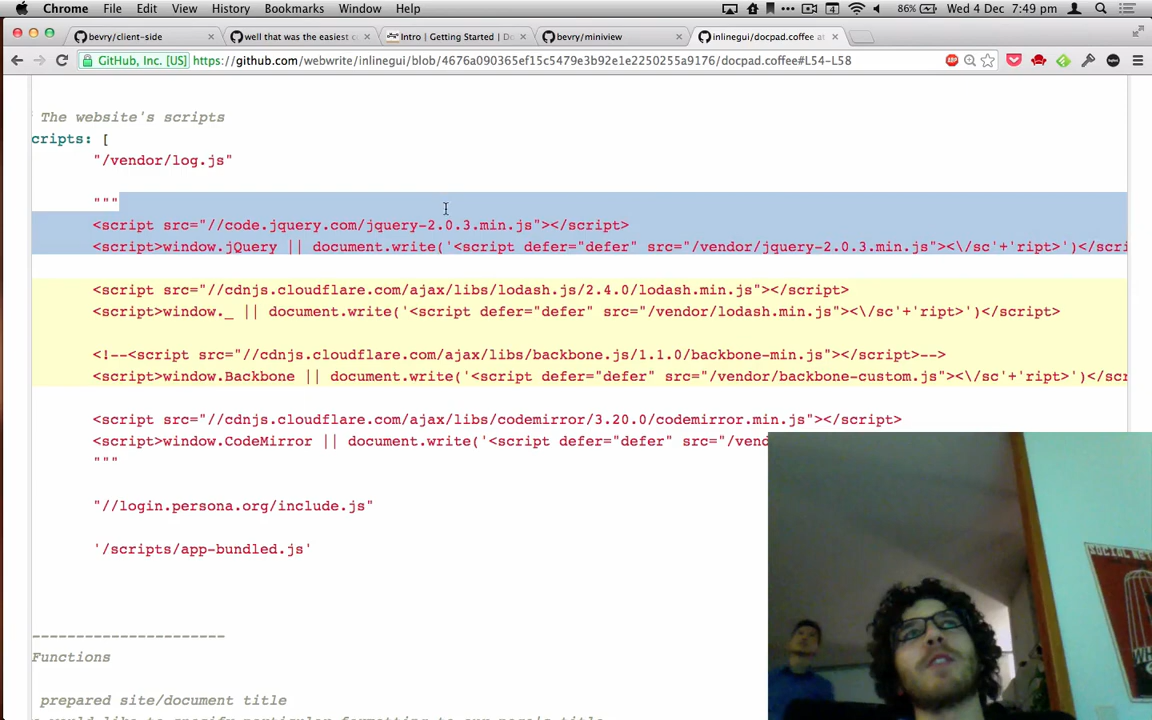 Chrome File Edit View History Bookmarks Window Help 4 86% Wed 4 Dec 7:49 pm
bevry/client-side × well that was the easiest c × Intro | Getting Started | Do × bevry/miniview × inlinegui/docpad.coffee at ×
GitHub, Inc. [US] https://github.com/webwrite/inlinegui/blob/4676a090365ef15c5479e3b92e1e2250255a9176/docpad.coffee#L54-L58 ABP
The website's scripts
cripts: [
"/vendor/log.js"
"""
<script src="//code.jquery.com/jquery-2.0.3.min.js"></script>
<script>window.jQuery || document.write('<script defer="defer" src="/vendor/jquery-2.0.3.min.js"><\/sc'+'ript>')</scri
<script src="//cdnjs.cloudflare.com/ajax/libs/lodash.js/2.4.0/lodash.min.js"></script>
<script>window._ || document.write('<script defer="defer" src="/vendor/lodash.min.js"><\/sc'+'ript>')</script>
<!--<script src="//cdnjs.cloudflare.com/ajax/libs/backbone.js/1.1.0/backbone-min.js"></script>-->
<script>window.Backbone || document.write('<script defer="defer" src="/vendor/backbone-custom.js"><\/sc'+'ript>')</scr
<script src="//cdnjs.cloudflare.com/ajax/libs/codemirror/3.20.0/codemirror.min.js"></script>
<script>window.CodeMirror || document.write('<script defer="defer" src="/vend
"""
"//login.persona.org/include.js"
'/scripts/app-bundled.js'
----------------------
Functions
prepared site/document title
SOCIAL